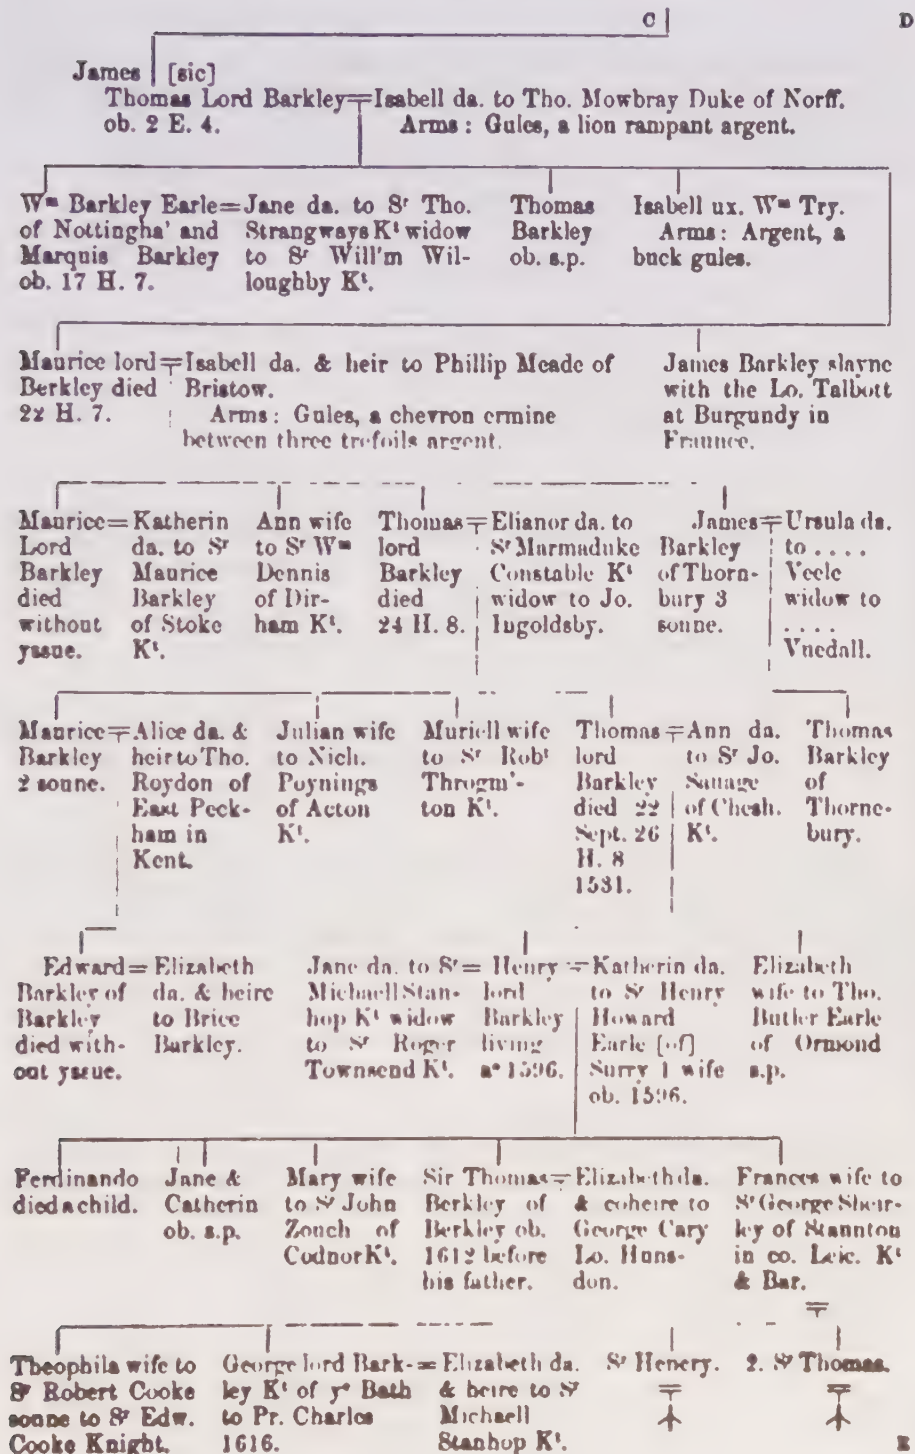 C
D
James [sic]
Thomas Lord Barkley=Isabell da. to Tho. Mowbray Duke of Norff.
ob. 2 E. 4.
Arms: Gules, a lion rampant argent.
Wm Barkley Earle=
of Nottingha' and
Marquis Barkley
ob. 17 H. 7.
Jane da. to Sr Tho.
Strangways Kt widow
to Sr Will'm Wil-
loughby Kt.
Thomas
Barkley
ob. s.p.
Isabell ux. Wm Try.
Arms: Argent, a
buck gules.
Maurice lord=
Berkley died
22 H. 7.
Isabell da. & heir to Phillip Meade of
Bristow.
Arms: Gules, a chevron ermine
between three trefoils argent.
James Barkley slayne
with the Lo. Talbott
at Burgundy in
Fraunce.
Maurice=
Lord
Barkley
died
without
yssue.
Katherin
da. to Sr
Maurice
Barkley
of Stoke
Kt.
Ann wife
to Sr Wm
Dennis
of Dir-
ham Kt.
Thomas=
lord
Barkley
died
24 H. 8.
Elianor da. to
Sr Marmaduke
Constable Kt
widow to Jo.
Ingoldsby.
James=
Barkley
of Thorn-
bury 3
sonne.
Ursula da.
to . . . .
Veele
widow to
. . . .
Vnedall.
Maurice=
Barkley
2 sonne.
Alice da. &
heir to Tho.
Roydon of
East Peck-
ham in
Kent.
Julian wife
to Nich.
Poynings
of Acton
Kt.
Muriell wife
to Sr Robt
Throgm'-
ton Kt.
Thomas=
lord
Barkley
died 22
Sept. 26
H. 8
1531.
Ann da.
to Sr Jo.
Sauage
of Chesh.
Kt.
Thomas
Barkley
of
Thorne-
bury.
Edward=
Barkley of
Barkley
died with-
out yssue.
Elizabeth
da. & heire
to Brice
Barkley.
Jane da. to Sr=
Michaell Stan-
hop Kt widow
to Sr Roger
Townsend Kt.
Henry=
lord
Barkley
living
ao 1596.
Katherin da.
to Sr Henry
Howard
Earle [of]
Surry 1 wife
ob. 1596.
Elizabeth
wife to Tho.
Butler Earle
of Ormond
s.p.
Ferdinando
died a child.
Jane &
Catherin
ob. s.p.
Mary wife
to Sr John
Zouch of
Codnor Kt.
Sir Thomas=
Berkley of
Berkley ob.
1612 before
his father.
Elizabeth da.
& coheire to
George Cary
Lo. Huns-
don.
Frances wife to
Sr George Sheir-
ley of Stannton
in co. Leic. Kt
& Bar.
Theophila wife to
Sr Robert Cooke
sonne to Sr Edw.
Cooke Knight.
George lord Bark-=
ley Kt of ye Bath
to Pr. Charles
1616.
Elizabeth da.
& heire to Sr
Michaell
Stanhop Kt.
Sr Henery.
2. Sr Thomas.
E